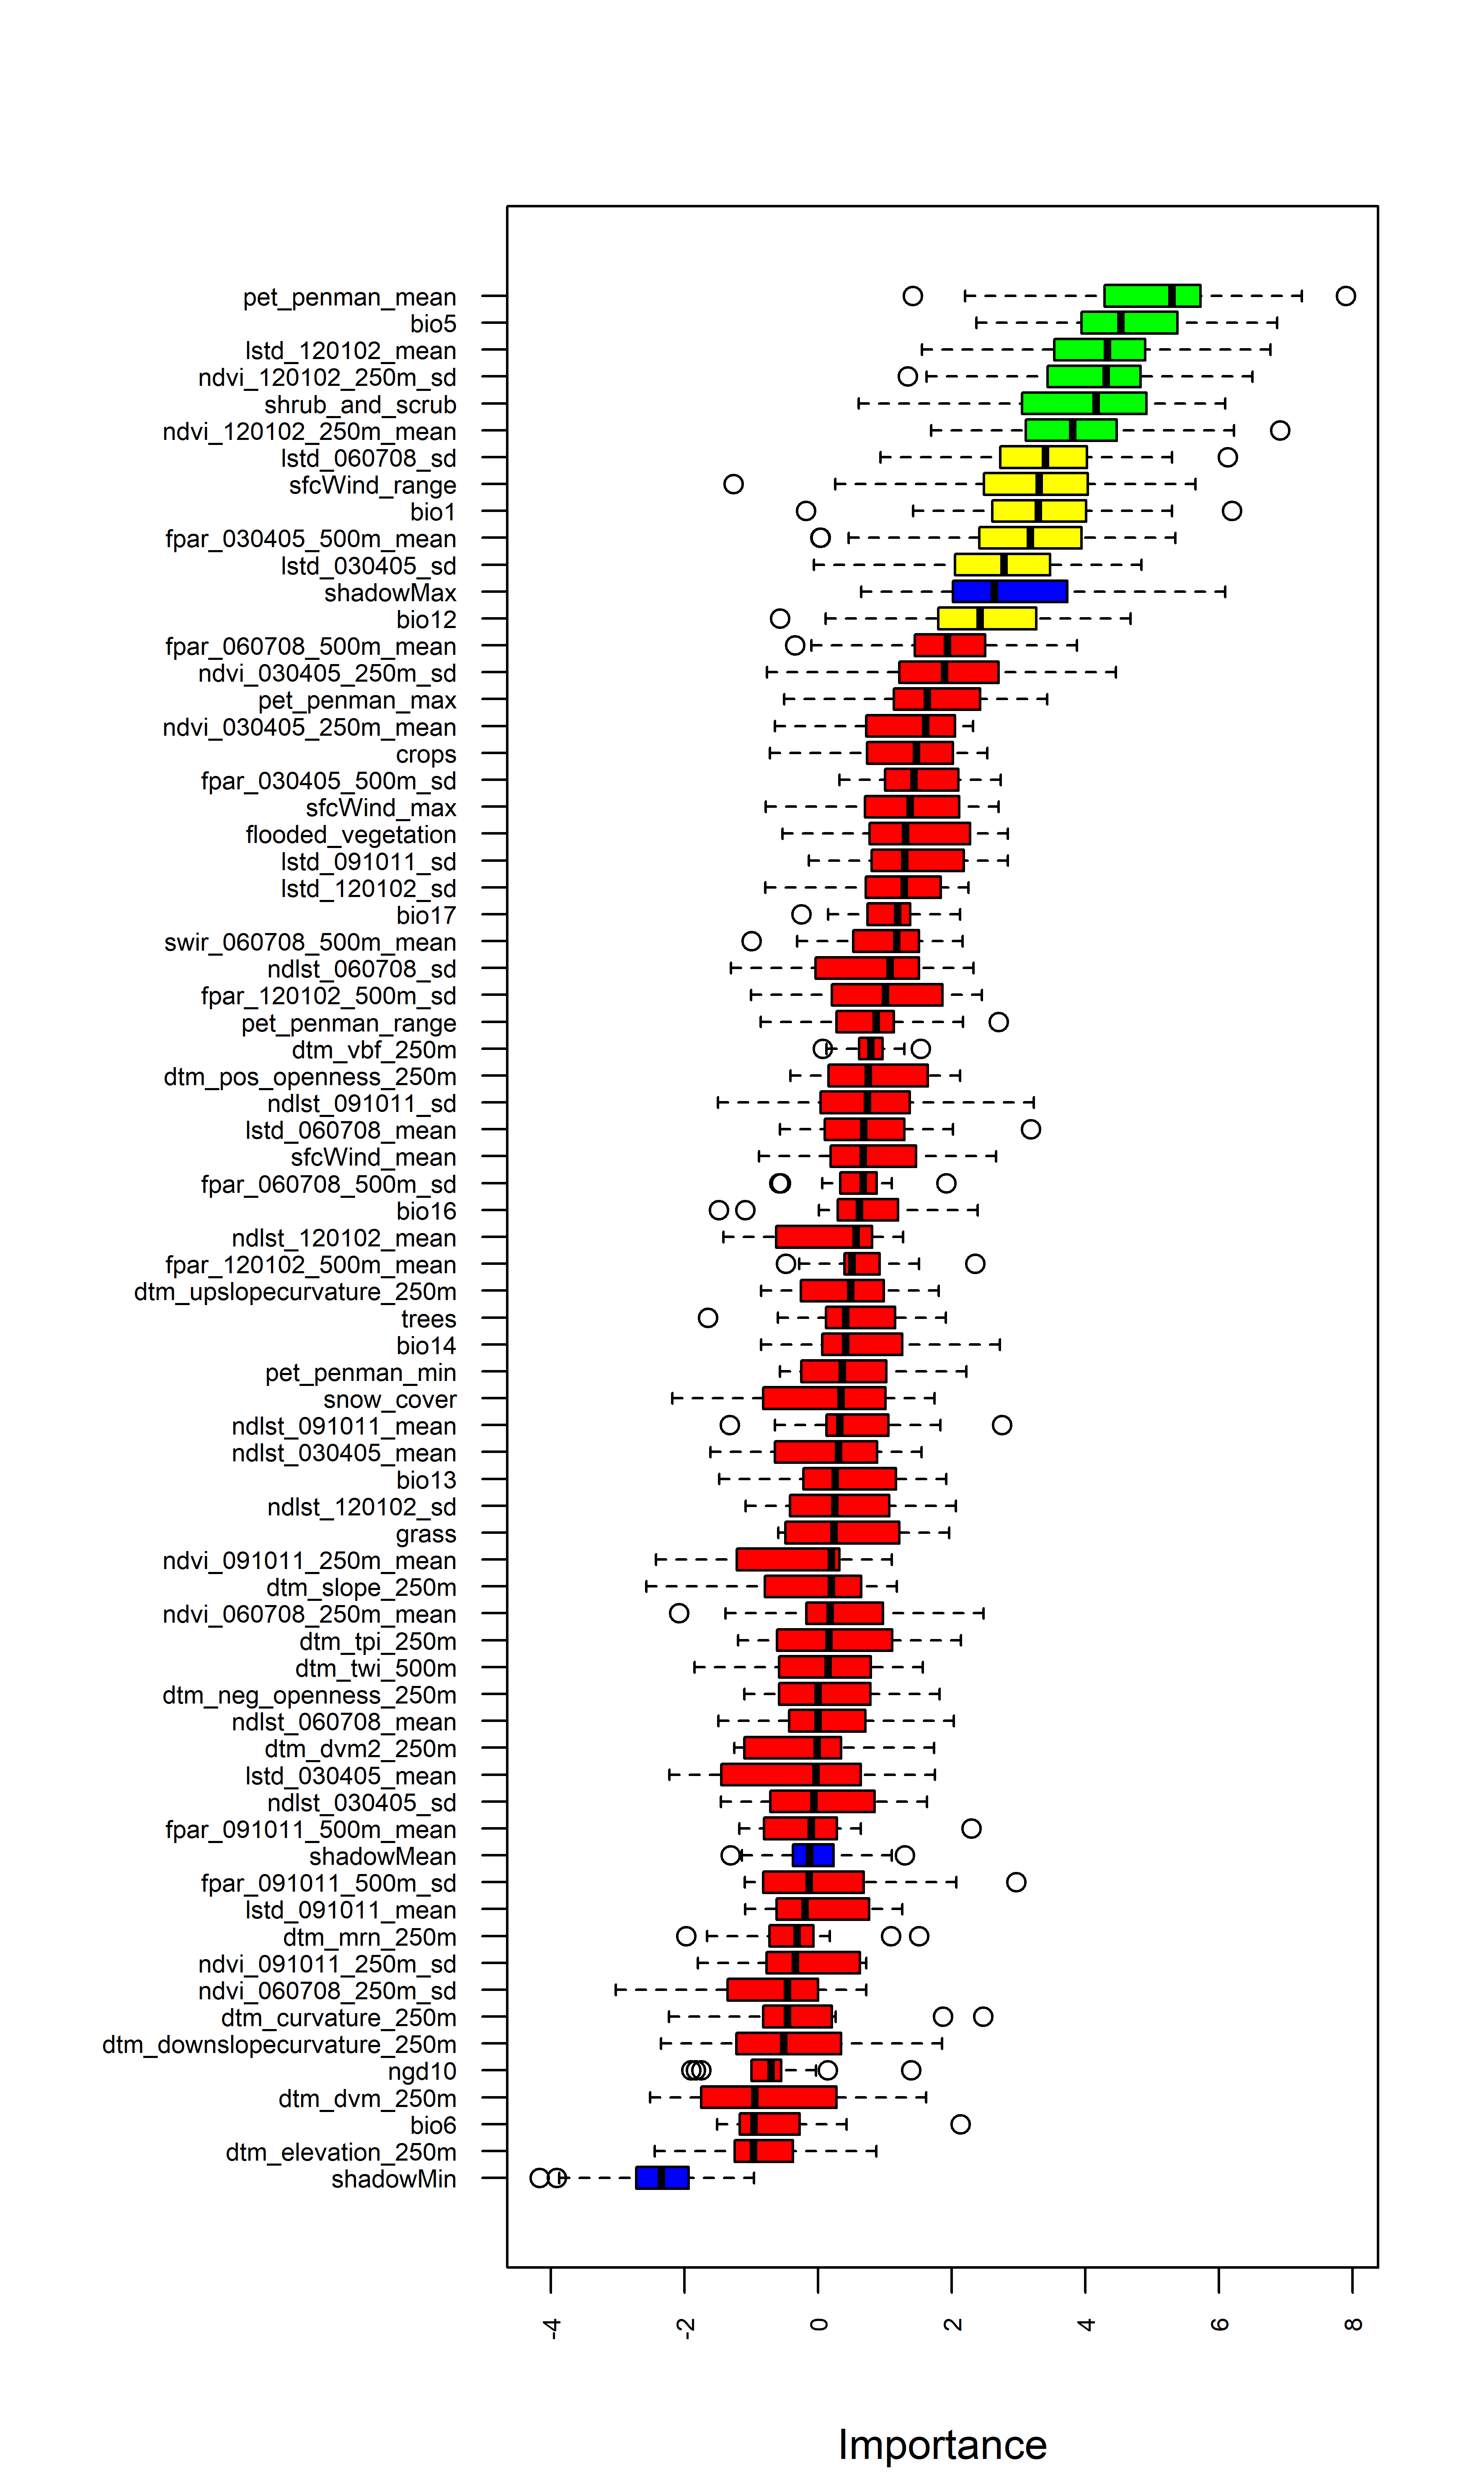 pet_penman_mean
bio5
lstd_120102_mean
ndvi_120102_250m_sd
shrub_and_scrub
ndvi_120102_250m_mean
lstd_060708_sd
sfcWind_range
bio1
fpar_030405_500m_mean
lstd_030405_sd
shadowMax
bio12
fpar_060708_500m_mean
ndvi_030405_250m_sd
pet_penman_max
ndvi_030405_250m_mean
crops
fpar_030405_500m_sd
sfcWind_max
flooded_vegetation
lstd_091011_sd
lstd_120102_sd
bio17
swir_060708_500m_mean
ndlst_060708_sd
fpar_120102_500m_sd
pet_penman_range
dtm_vbf_250m
dtm_pos_openness_250m
ndlst_091011_sd
lstd_060708_mean
sfcWind_mean
fpar_060708_500m_sd
bio16
ndlst_120102_mean
fpar_120102_500m_mean
dtm_upslopecurvature_250m
trees
bio14
pet_penman_min
snow_cover
ndlst_091011_mean
ndlst_030405_mean
bio13
ndlst_120102_sd
grass
ndvi_091011_250m_mean
dtm_slope_250m
ndvi_060708_250m_mean
dtm_tpi_250m
dtm_twi_500m
dtm_neg_openness_250m
ndlst_060708_mean
dtm_dvm2_250m
lstd_030405_mean
ndlst_030405_sd
fpar_091011_500m_mean
shadowMean
fpar_091011_500m_sd
lstd_091011_mean
dtm_mrn_250m
ndvi_091011_250m_sd
ndvi_060708_250m_sd
dtm_curvature_250m
dtm_downslopecurvature_250m
ngd10
dtm_dvm_250m
bio6
dtm_elevation_250m
shadowMin
-4 -2 0 2 4 6 8
Importance